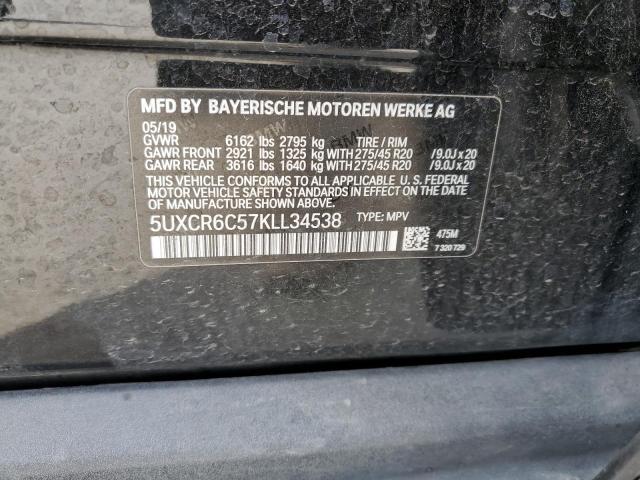 MFD BY BAYERISCHE MOTOREN WERKE AG
05/19
GVWR 6162 lbs 2795 kg TIRE / RIM
GAWR FRONT 2921 lbs 1325 kg WITH 275/45 R20 /9.0J x 20
GAWR REAR 3616 lbs 1640 kg WITH 275/45 R20 /9.0J x 20
THIS VEHICLE CONFORMS TO ALL APPLICABLE U.S. FEDERAL
MOTOR VEHICLE SAFETY STANDARDS IN EFFECT ON THE DATE
OF MANUFACTURE SHOWN ABOVE.
5UXCR6C57KLL34538 TYPE: MPV
475M
7 320 729